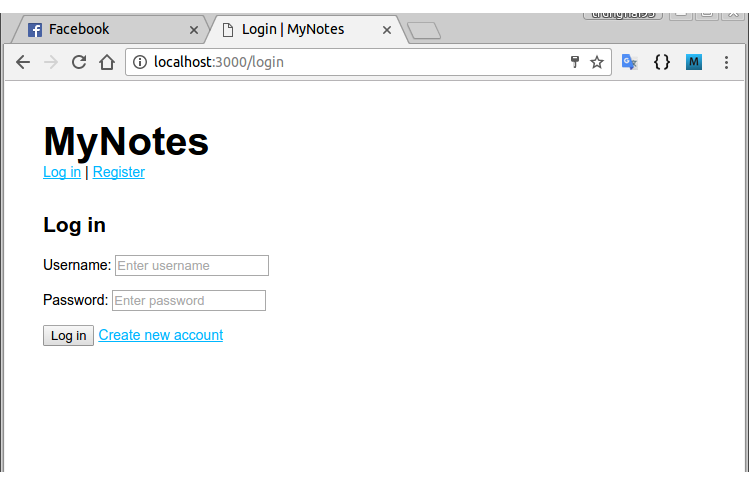 Facebook
Login | MyNotes
localhost:3000/login
MyNotes
Log in | Register
Log in
Username: Enter username
Password: Enter password
Log in Create new account